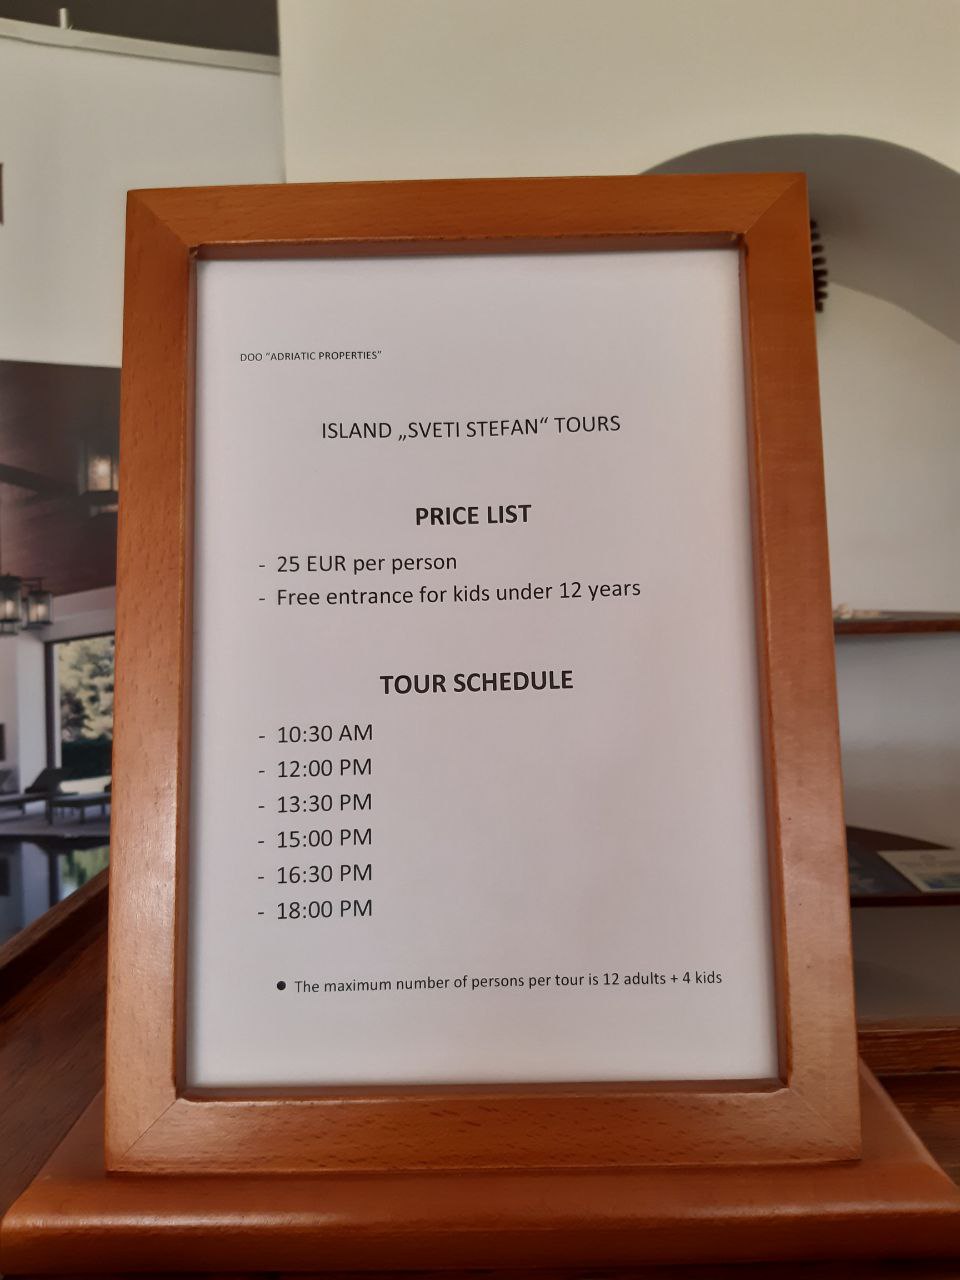 DOO "ADRIATIC PROPERTIES"
ISLAND „SVETI STEFAN“ TOURS
PRICE LIST
- 25 EUR per person
- Free entrance for kids under 12 years
TOUR SCHEDULE
- 10:30 AM
- 12:00 PM
- 13:30 PM
- 15:00 PM
- 16:30 PM
- 18:00 PM
● The maximum number of persons per tour is 12 adults + 4 kids